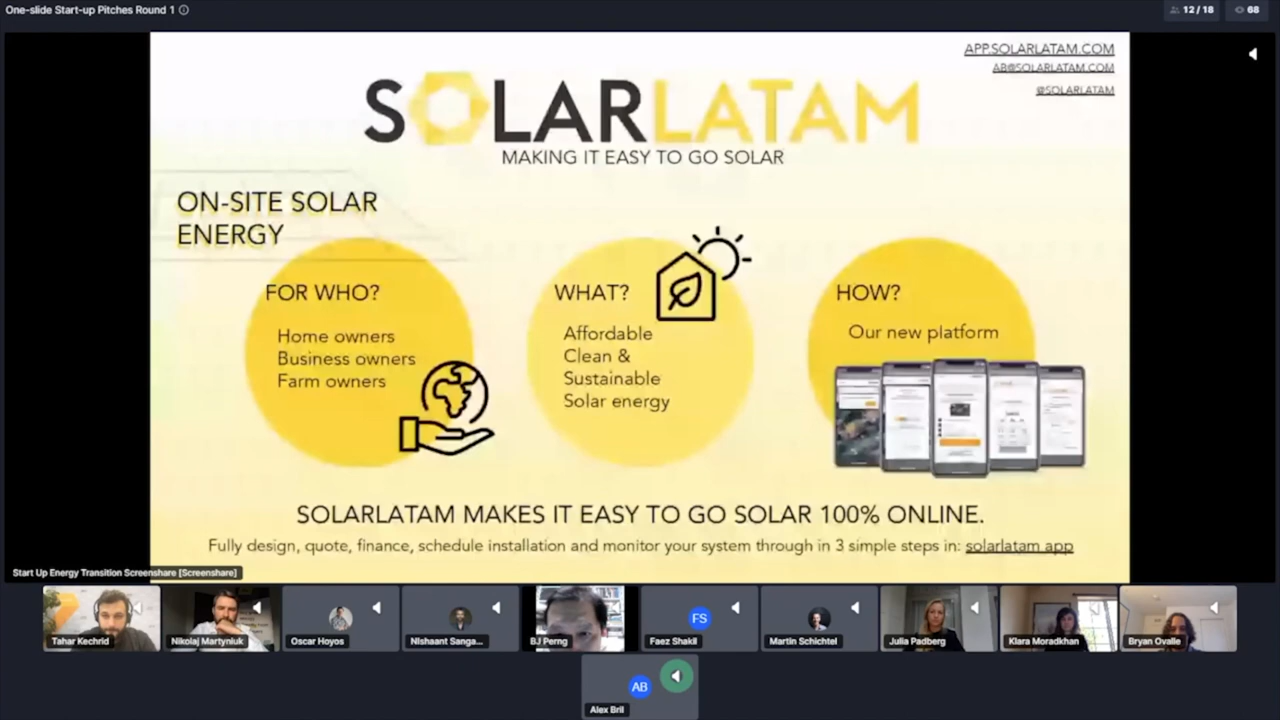 One-slide Start-up Pitches Round 1
12 / 18
68
APP.SOLARLATAM.COM
AB@SOLARLATAM.COM
@SOLARLATAM
SOLARLATAM
MAKING IT EASY TO GO SOLAR
ON-SITE SOLAR
ENERGY
FOR WHO?
Home owners
Business owners
Farm owners
WHAT?
Affordable
Clean &
Sustainable
Solar energy
HOW?
Our new platform
SOLARLATAM MAKES IT EASY TO GO SOLAR 100% ONLINE.
Fully design, quote, finance, schedule installation and monitor your system through in 3 simple steps in: solarlatam app
Start Up Energy Transition Screenshare [Screenshare]
Tahar Kechrid
Nikolaj Martyniuk
Oscar Hoyos
Nishaant Sanga...
BJ Perng
FS
Faez Shakil
Martin Schichtel
Julia Padberg
Klara Moradkhan
Bryan Ovalle
AB
Alex Bril